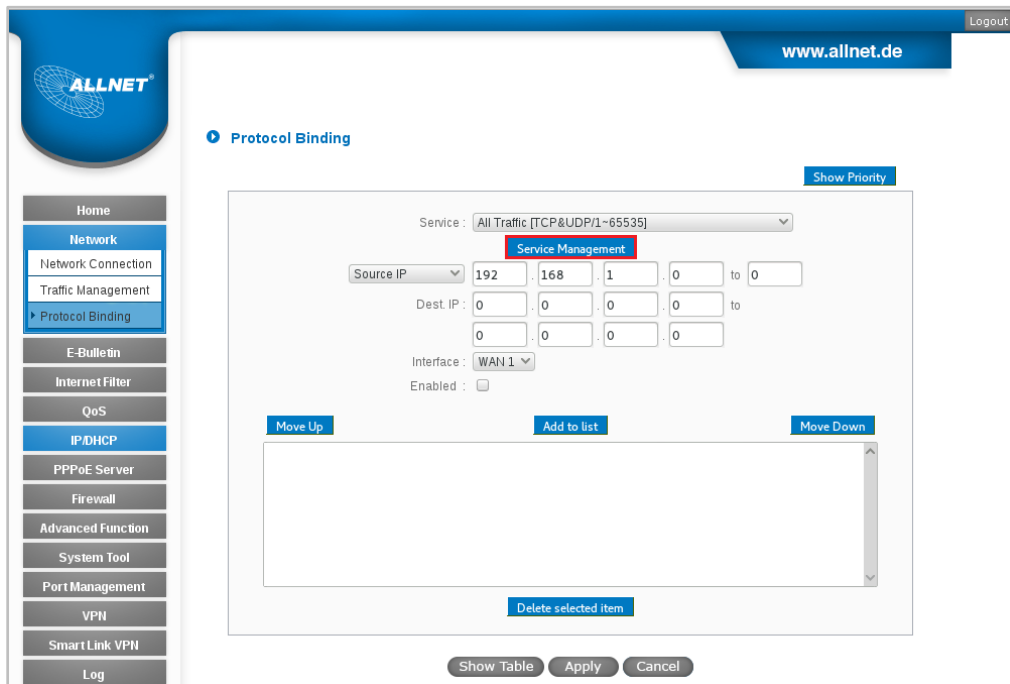 Logout
www.allnet.de
ALLNET®
Protocol Binding
Show Priority
Home
Network
Network Connection
Traffic Management
Protocol Binding
E-Bulletin
Internet Filter
QoS
IP/DHCP
PPPoE Server
Firewall
Advanced Function
System Tool
Port Management
VPN
Smart Link VPN
Log
Service : All Traffic [TCP&UDP/1~65535]
Service Management
Source IP 192 . 168 . 1 . 0 to 0
Dest. IP : 0 . 0 . 0 . 0 to
0 . 0 . 0 . 0
Interface : WAN 1
Enabled :
Move Up Add to list Move Down
Delete selected item
Show Table Apply Cancel